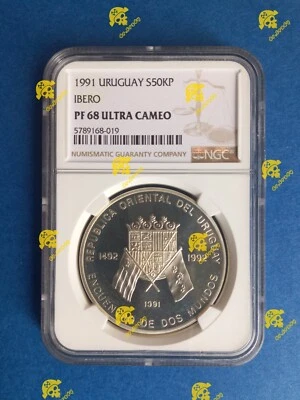 1991 URUGUAY S50KP
IBERO
PF 68 ULTRA CAMEO
5789168-019
NUMISMATIC GUARANTY COMPANY
NGC
REPUBLICA ORIENTAL DEL URUGUAY
1492 1992
1991
DE DOS MUNDOS